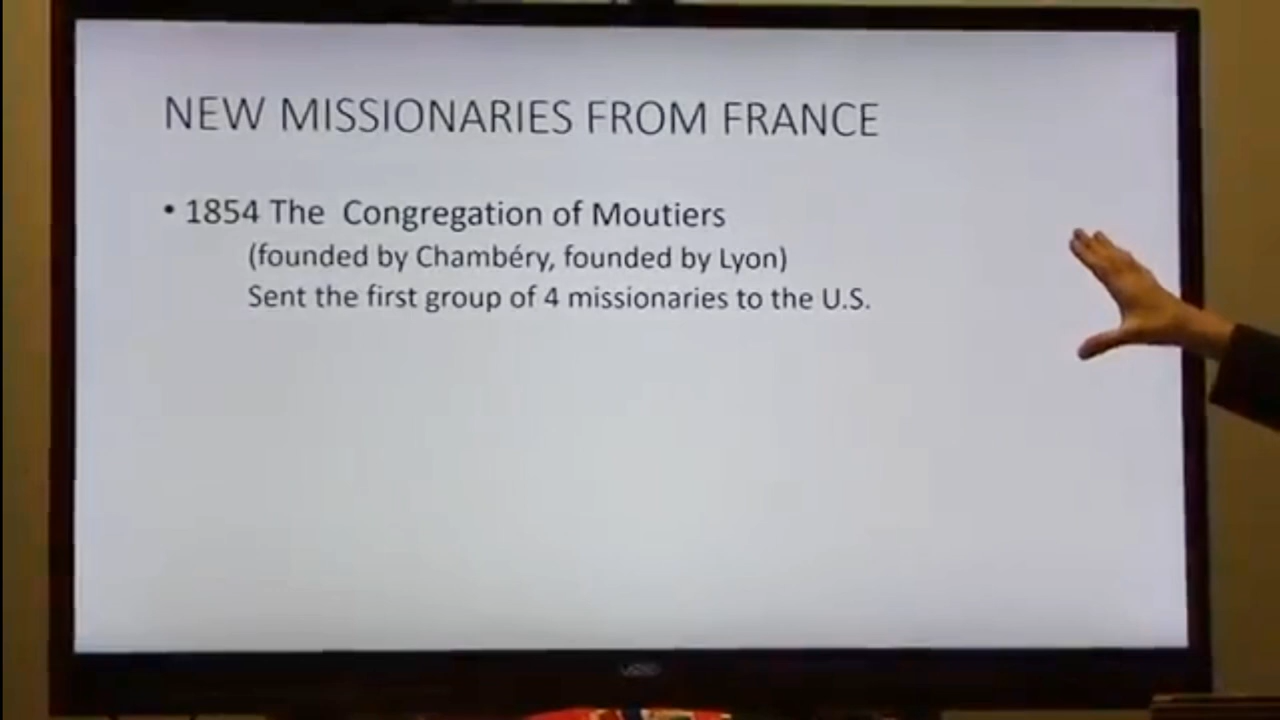 NEW MISSIONARIES FROM FRANCE
• 1854 The Congregation of Moutiers
(founded by Chambéry, founded by Lyon)
Sent the first group of 4 missionaries to the U.S.